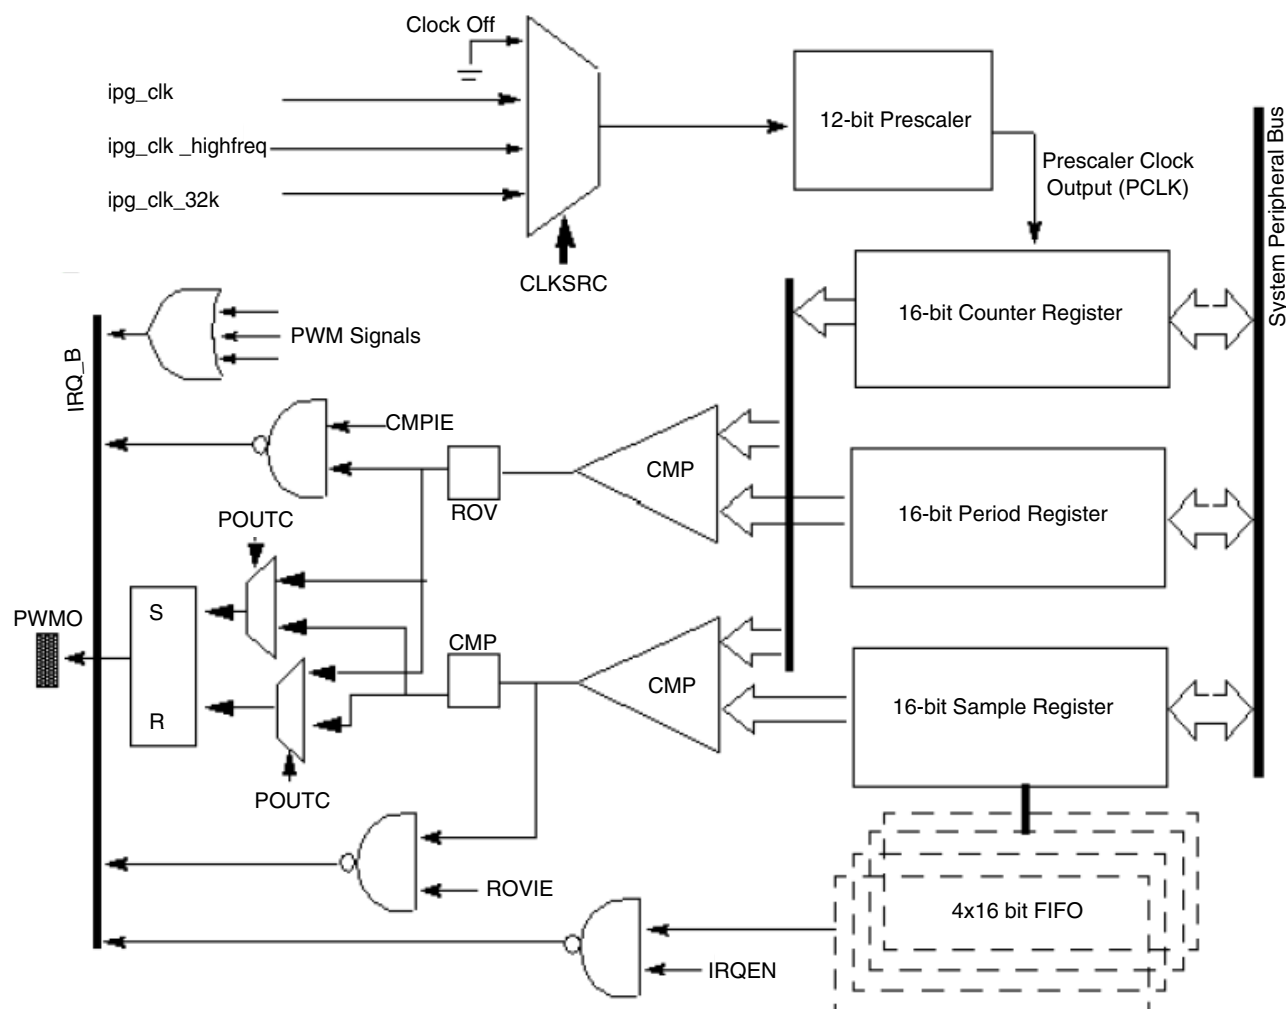 Clock Off
ipg_clk
ipg_clk _highfreq
ipg_clk_32k
CLKSRC
12-bit Prescaler
Prescaler Clock
Output (PCLK)
System Peripheral Bus
16-bit Counter Register
PWM Signals
IRQ_B
CMPIE
CMP
ROV
16-bit Period Register
POUTC
PWMO
S
R
CMP
CMP
16-bit Sample Register
POUTC
ROVIE
4x16 bit FIFO
IRQEN